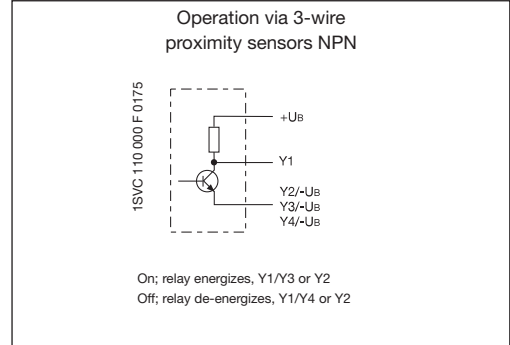 Operation via 3-wire
proximity sensors NPN
1SVC 110 000 F 0175
+UB
Y1
Y2/-UB
Y3/-UB
Y4/-UB
On; relay energizes, Y1/Y3 or Y2
Off; relay de-energizes, Y1/Y4 or Y2